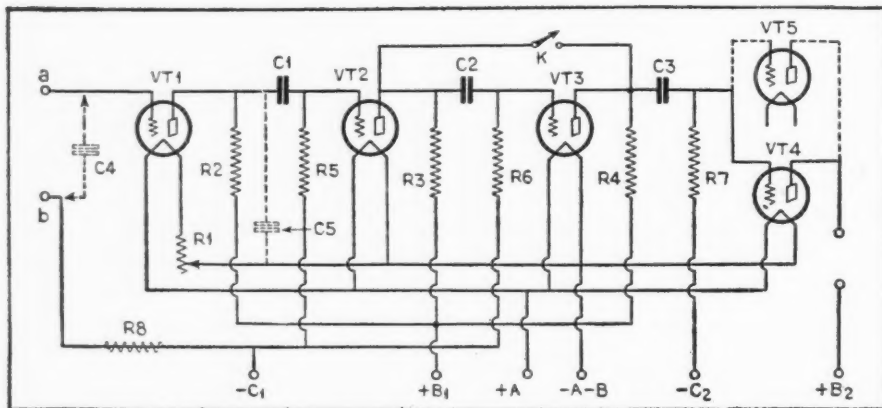 VT5
C1
C2
K
C3
a
VT1
VT2
VT3
VT4
C4
R2
R5
R3
R6
R4
R7
b
R1
C5
R8
-C₁
+B₁
+A
-A-B
-C₂
+B₂